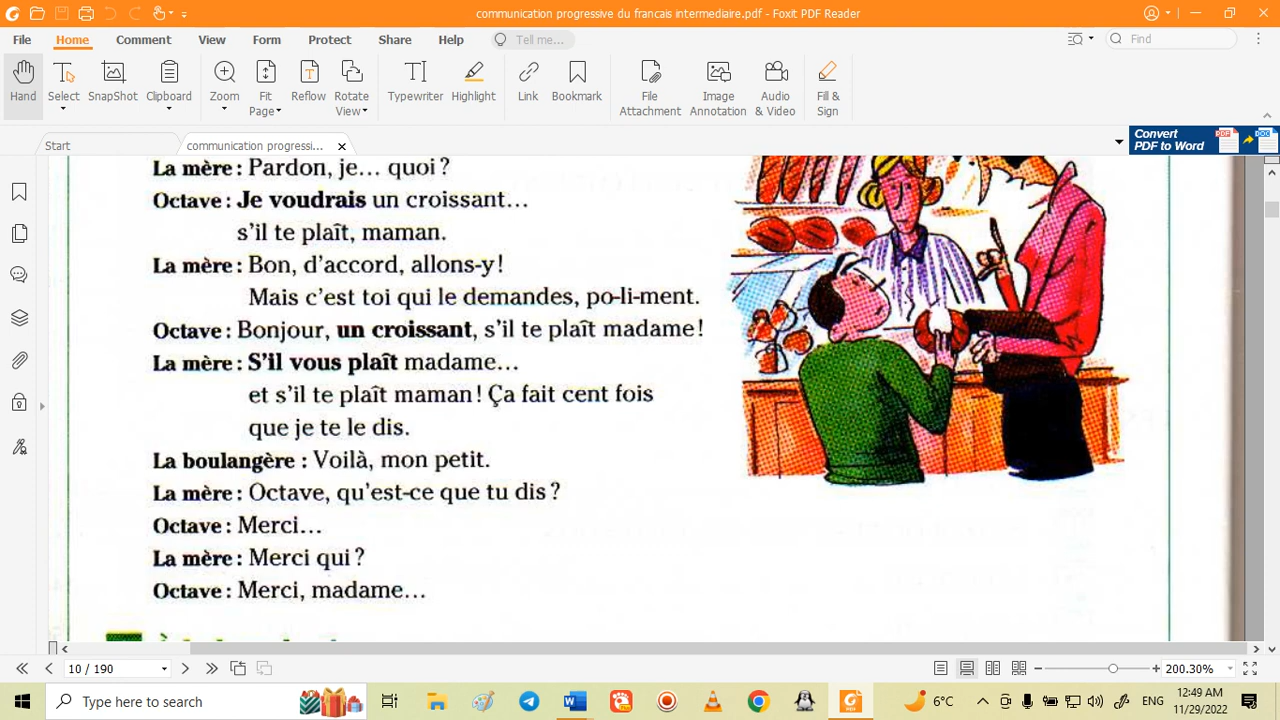 communication progressive du francais intermediaire.pdf - Foxit PDF Reader
File Home Comment View Form Protect Share Help Tell me... Find
Hand Select SnapShot Clipboard Zoom Fit Page Reflow Rotate View Typewriter Highlight Link Bookmark File Attachment Image Annotation Audio & Video Fill & Sign
Start communication progressi... Convert PDF to Word PDF DOC
La mère : Pardon, je... quoi ?
Octave : Je voudrais un croissant...
s'il te plaît, maman.
La mère : Bon, d'accord, allons-y !
Mais c'est toi qui le demandes, po-li-ment.
Octave : Bonjour, un croissant, s'il te plaît madame !
La mère : S'il vous plaît madame...
et s'il te plaît maman ! Ça fait cent fois
que je te le dis.
La boulangère : Voilà, mon petit.
La mère : Octave, qu'est-ce que tu dis ?
Octave : Merci...
La mère : Merci qui ?
Octave : Merci, madame...
10 / 190 200.30%
Type here to search 6°C ENG 12:49 AM
11/29/2022